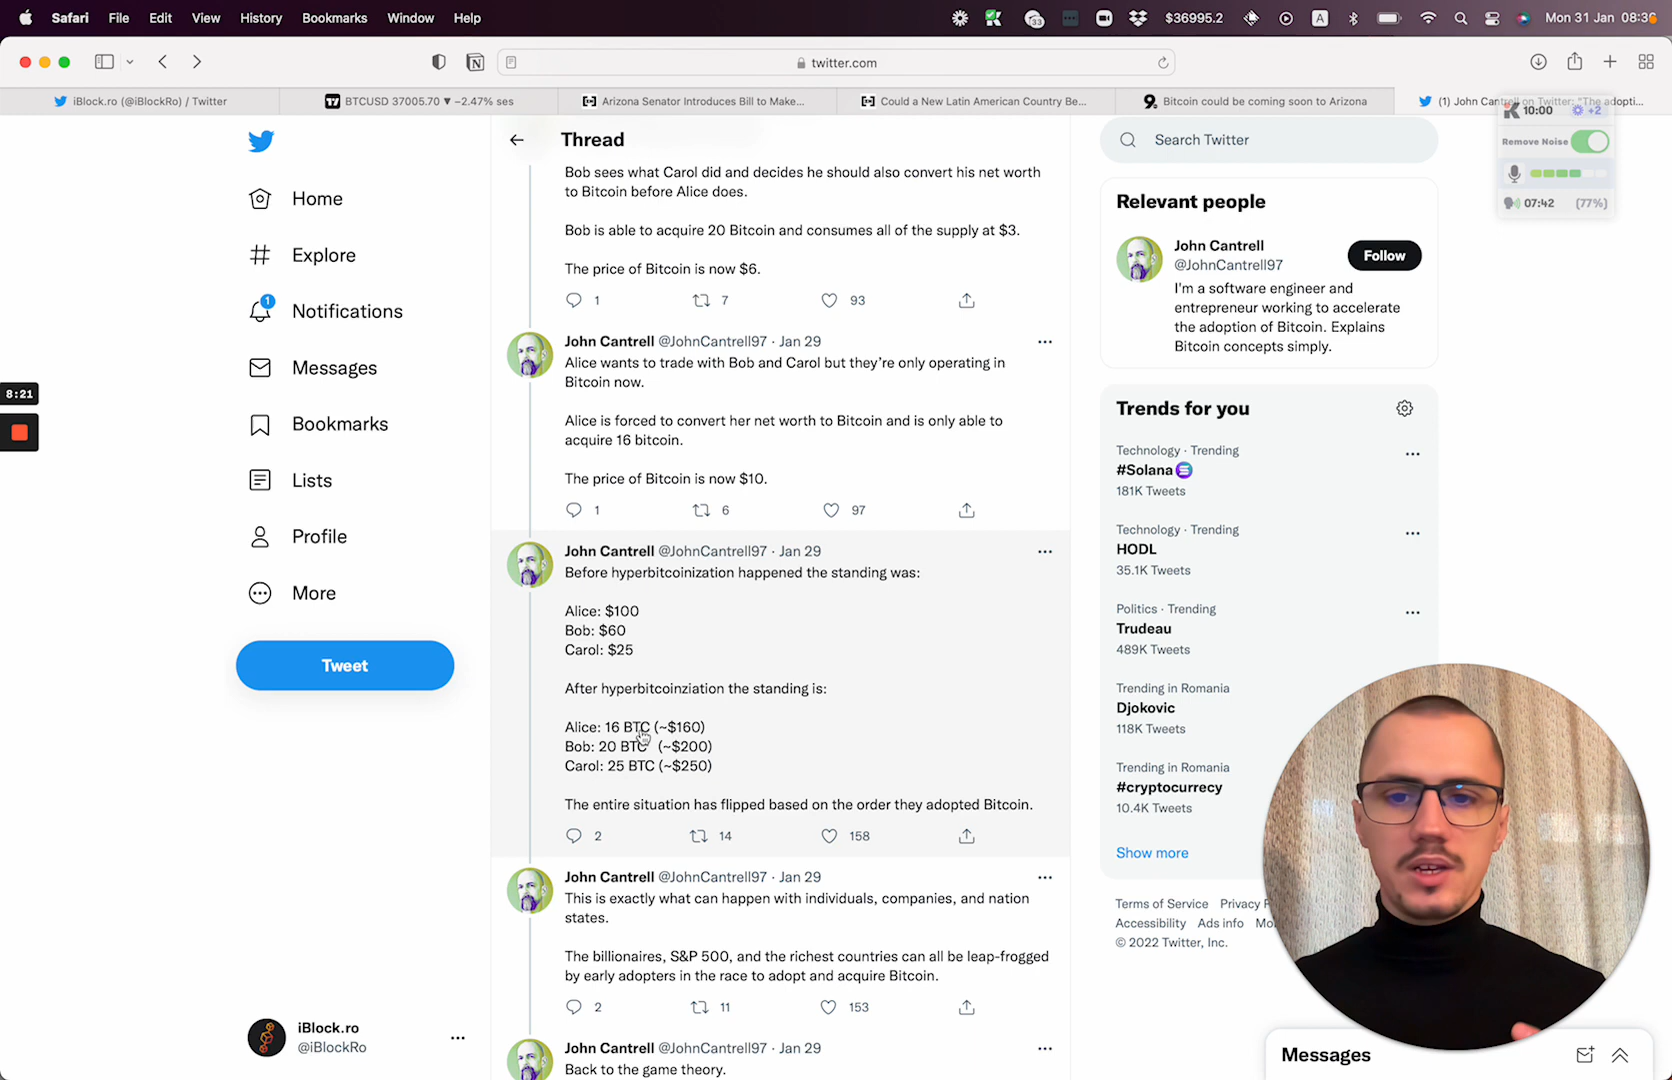 Safari File Edit View History Bookmarks Window Help
33 $36995.2 A Mon 31 Jan 08:36
twitter.com
iBlock.ro (@iBlockRo) / Twitter
BTCUSD 37005.70 ▼ −2.47% ses
Arizona Senator Introduces Bill to Make...
Could a New Latin American Country Be...
Bitcoin could be coming soon to Arizona
(1) John Cantrell on Twitter: "The adopti...
10:00 +2
Remove Noise
07:42 (77%)
8:21
Home
Explore
1
Notifications
Messages
Bookmarks
Lists
Profile
More
Tweet
iBlock.ro
@iBlockRo
Thread
Bob sees what Carol did and decides he should also convert his net worth
to Bitcoin before Alice does.
Bob is able to acquire 20 Bitcoin and consumes all of the supply at $3.
The price of Bitcoin is now $6.
1 7 93
John Cantrell @JohnCantrell97 · Jan 29
Alice wants to trade with Bob and Carol but they're only operating in
Bitcoin now.
Alice is forced to convert her net worth to Bitcoin and is only able to
acquire 16 bitcoin.
The price of Bitcoin is now $10.
1 6 97
John Cantrell @JohnCantrell97 · Jan 29
Before hyperbitcoinization happened the standing was:
Alice: $100
Bob: $60
Carol: $25
After hyperbitcoinziation the standing is:
Alice: 16 BTC (~$160)
Bob: 20 BTC (~$200)
Carol: 25 BTC (~$250)
The entire situation has flipped based on the order they adopted Bitcoin.
2 14 158
John Cantrell @JohnCantrell97 · Jan 29
This is exactly what can happen with individuals, companies, and nation
states.
The billionaires, S&P 500, and the richest countries can all be leap-frogged
by early adopters in the race to adopt and acquire Bitcoin.
2 11 153
John Cantrell @JohnCantrell97 · Jan 29
Back to the game theory.
Search Twitter
Relevant people
John Cantrell
@JohnCantrell97
Follow
I'm a software engineer and
entrepreneur working to accelerate
the adoption of Bitcoin. Explains
Bitcoin concepts simply.
Trends for you
Technology · Trending
#Solana
181K Tweets
Technology · Trending
HODL
35.1K Tweets
Politics · Trending
Trudeau
489K Tweets
Trending in Romania
Djokovic
118K Tweets
Trending in Romania
#cryptocurrecy
10.4K Tweets
Show more
Terms of Service Privacy
Accessibility Ads info
© 2022 Twitter, Inc.
Messages